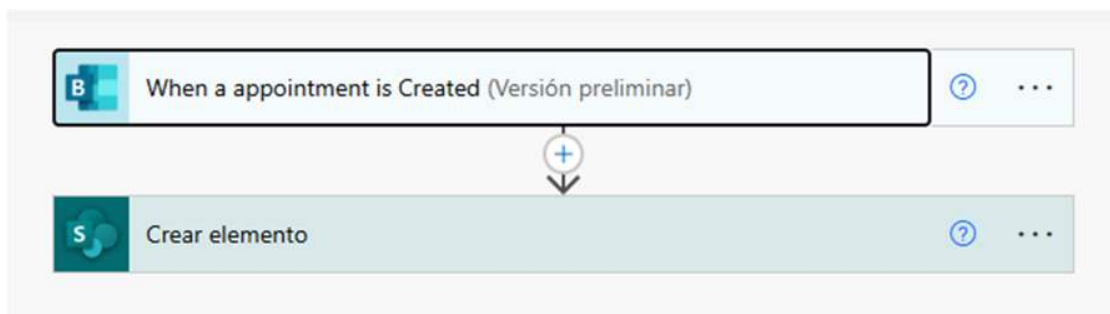 B When a appointment is Created (Versión preliminar) ? ...
S Crear elemento ? ...